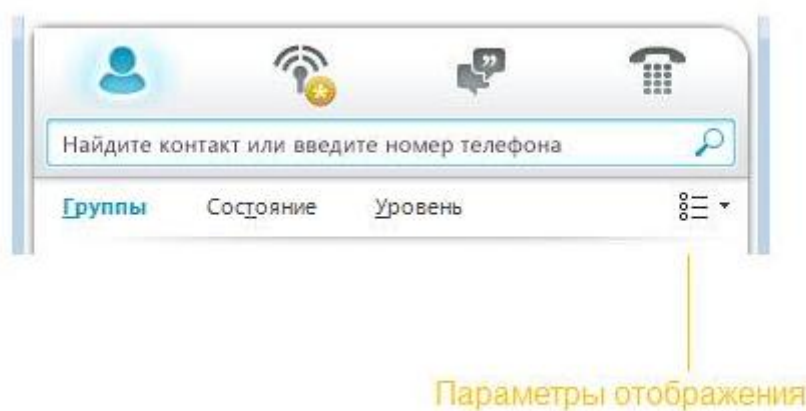 Найдите контакт или введите номер телефона
Группы Состояние Уровень
Параметры отображения